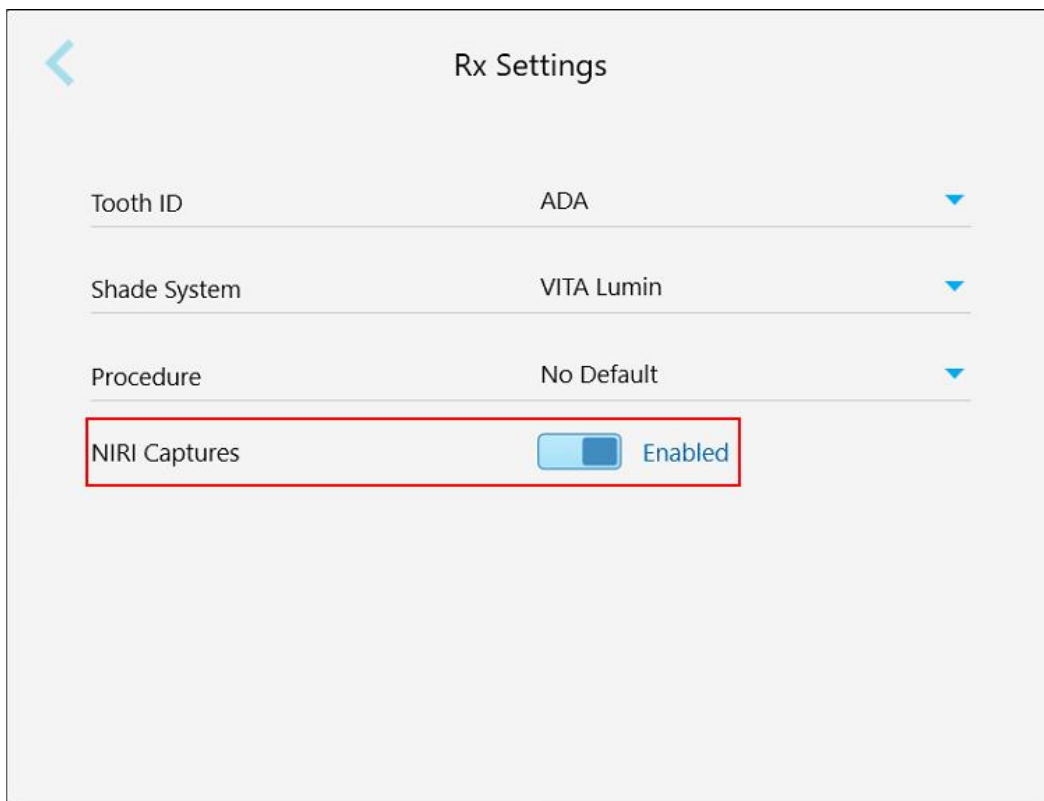 Rx Settings
Tooth ID ADA
Shade System VITA Lumin
Procedure No Default
NIRI Captures Enabled